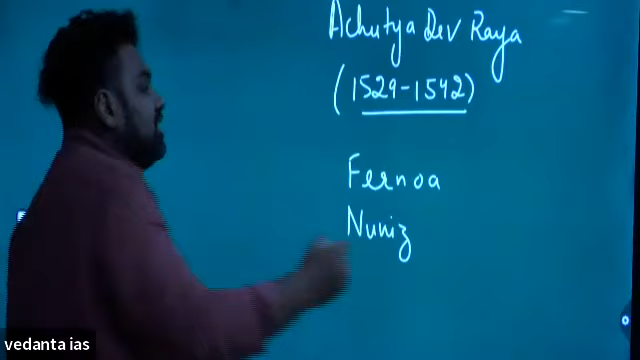 Achutya Dev Raya
(1529-1542)
Fernoa
Nuniz
vedanta ias